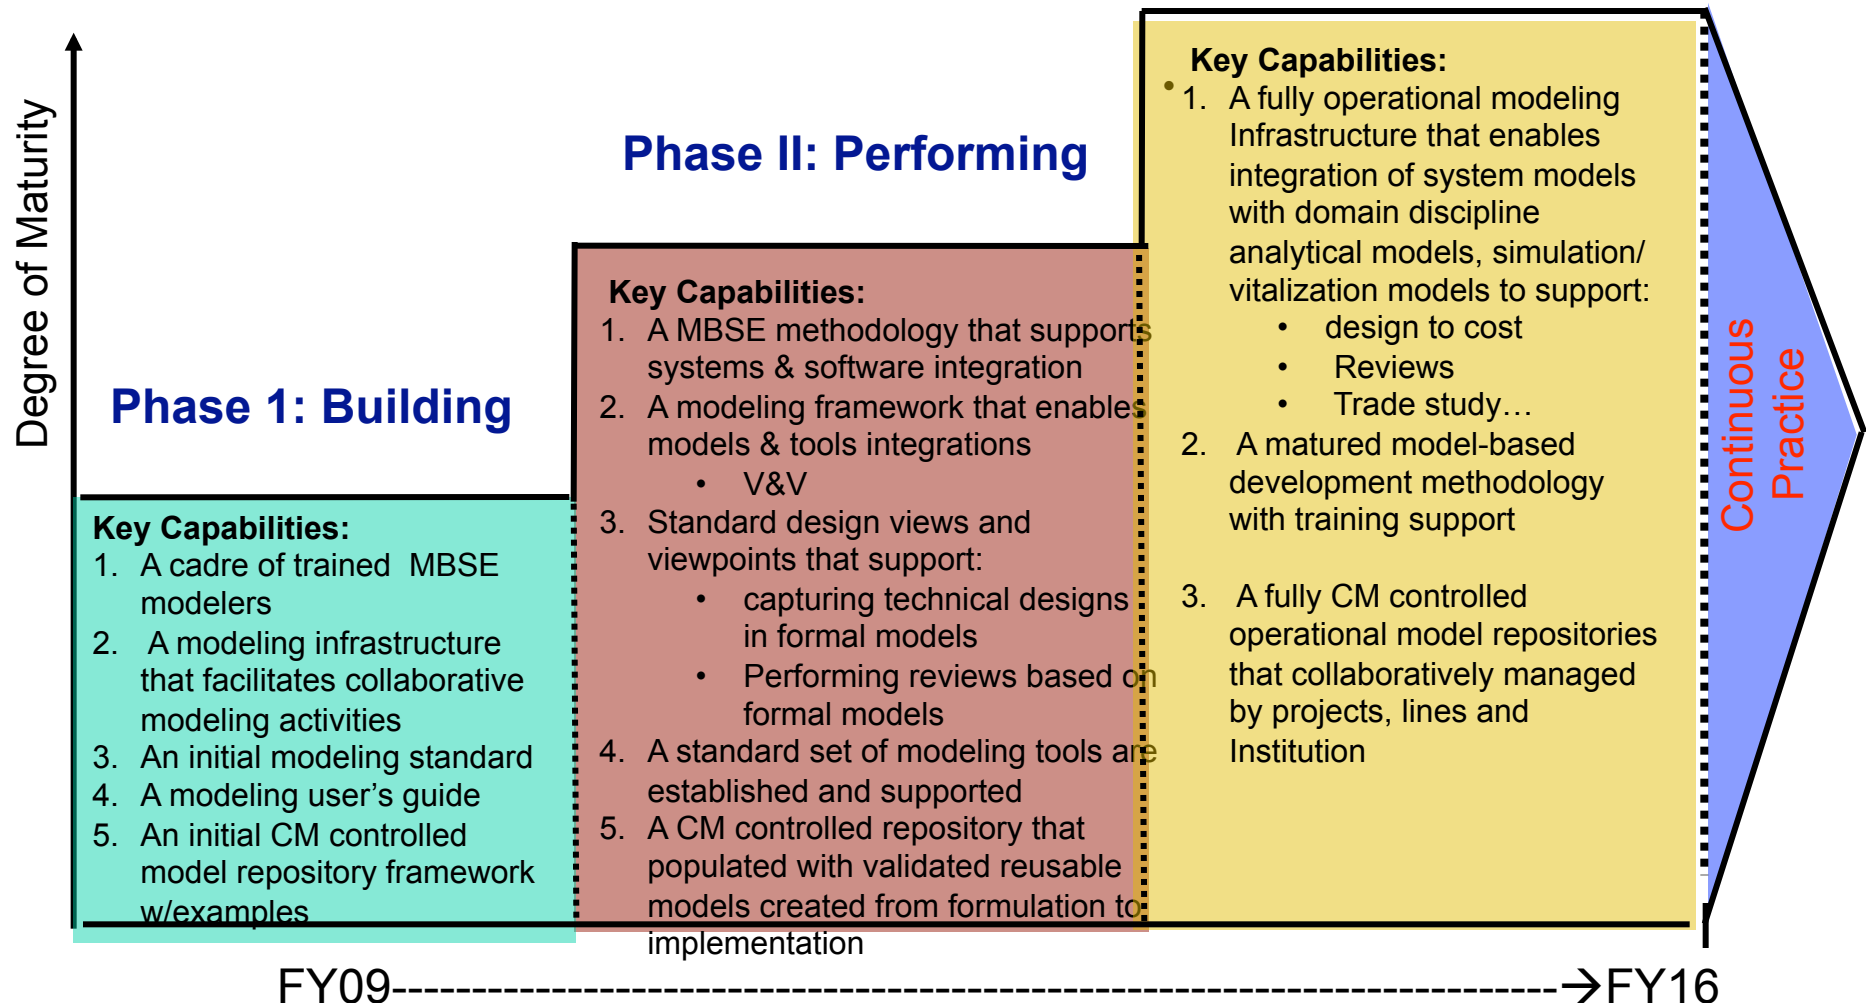 Degree of Maturity
Phase 1: Building
Key Capabilities:
1. A cadre of trained MBSE
modelers
2. A modeling infrastructure
that facilitates collaborative
modeling activities
3. An initial modeling standard
4. A modeling user’s guide
5. An initial CM controlled
model repository framework
w/examples
Phase II: Performing
Key Capabilities:
1. A MBSE methodology that supports
systems & software integration
2. A modeling framework that enables
models & tools integrations
• V&V
3. Standard design views and
viewpoints that support:
• capturing technical designs
in formal models
• Performing reviews based on
formal models
4. A standard set of modeling tools are
established and supported
5. A CM controlled repository that
populated with validated reusable
models created from formulation to
implementation
Key Capabilities:
•
1. A fully operational modeling
Infrastructure that enables
integration of system models
with domain discipline
analytical models, simulation/
vitalization models to support:
• design to cost
• Reviews
• Trade study…
2. A matured model-based
development methodology
with training support
3. A fully CM controlled
operational model repositories
that collaboratively managed
by projects, lines and
Institution
Continuous
Practice
FY09--------------------------------------------------------------------------→FY16